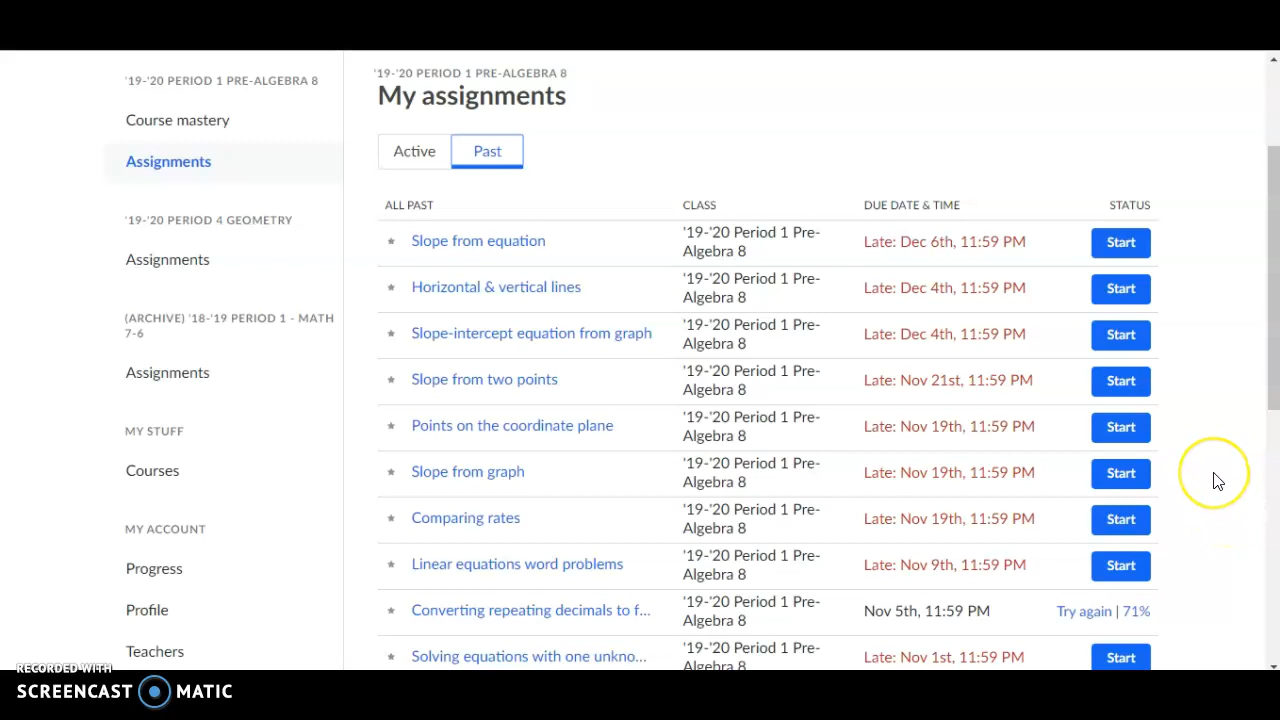 '19-'20 PERIOD 1 PRE-ALGEBRA 8
Course mastery
Assignments
'19-'20 PERIOD 4 GEOMETRY
Assignments
(ARCHIVE) '18-'19 PERIOD 1 - MATH
7-6
Assignments
MY STUFF
Courses
MY ACCOUNT
Progress
Profile
Teachers
'19-'20 PERIOD 1 PRE-ALGEBRA 8
My assignments
Active Past
ALL PAST CLASS DUE DATE & TIME STATUS
Slope from equation '19-'20 Period 1 Pre-
Algebra 8 Late: Dec 6th, 11:59 PM Start
Horizontal & vertical lines '19-'20 Period 1 Pre-
Algebra 8 Late: Dec 4th, 11:59 PM Start
Slope-intercept equation from graph '19-'20 Period 1 Pre-
Algebra 8 Late: Dec 4th, 11:59 PM Start
Slope from two points '19-'20 Period 1 Pre-
Algebra 8 Late: Nov 21st, 11:59 PM Start
Points on the coordinate plane '19-'20 Period 1 Pre-
Algebra 8 Late: Nov 19th, 11:59 PM Start
Slope from graph '19-'20 Period 1 Pre-
Algebra 8 Late: Nov 19th, 11:59 PM Start
Comparing rates '19-'20 Period 1 Pre-
Algebra 8 Late: Nov 19th, 11:59 PM Start
Linear equations word problems '19-'20 Period 1 Pre-
Algebra 8 Late: Nov 9th, 11:59 PM Start
Converting repeating decimals to f... '19-'20 Period 1 Pre-
Algebra 8 Nov 5th, 11:59 PM Try again | 71%
Solving equations with one unkno... '19-'20 Period 1 Pre-
Algebra 8 Late: Nov 1st, 11:59 PM Start
RECORDED WITH
SCREENCAST MATIC